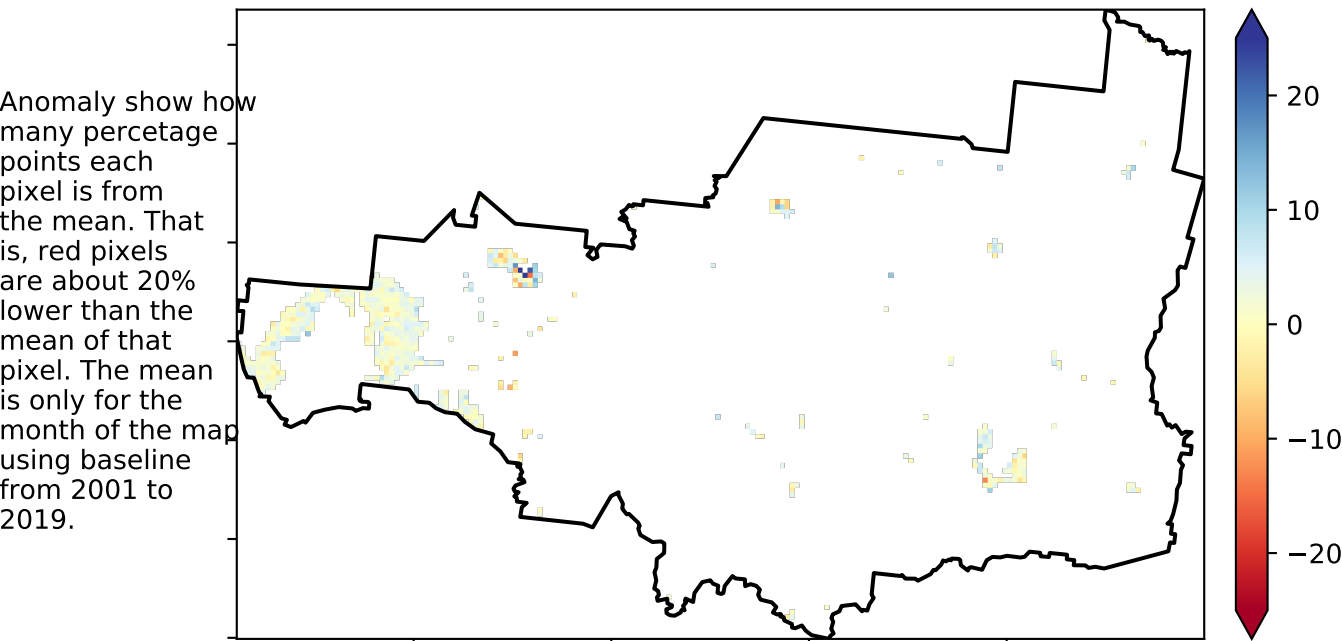 Anomaly show how
many percetage
points each
pixel is from
the mean. That
is, red pixels
are about 20%
lower than the
mean of that
pixel. The mean
is only for the
month of the map
using baseline
from 2001 to
2019.
20
10
0
−10
−20